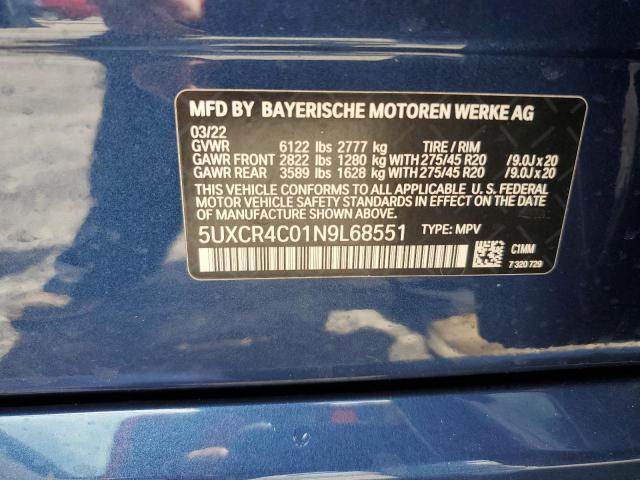 MFD BY BAYERISCHE MOTOREN WERKE AG
03/22
GVWR 6122 lbs 2777 kg TIRE / RIM
GAWR FRONT 2822 lbs 1280 kg WITH 275/45 R20 /9.0J x 20
GAWR REAR 3589 lbs 1628 kg WITH 275/45 R20 /9.0J x 20
THIS VEHICLE CONFORMS TO ALL APPLICABLE U. S. FEDERAL
MOTOR VEHICLE SAFETY STANDARDS IN EFFECT ON THE DATE
OF MANUFACTURE SHOWN ABOVE.
5UXCR4C01N9L68551 TYPE: MPV
C1MM
7 320 729